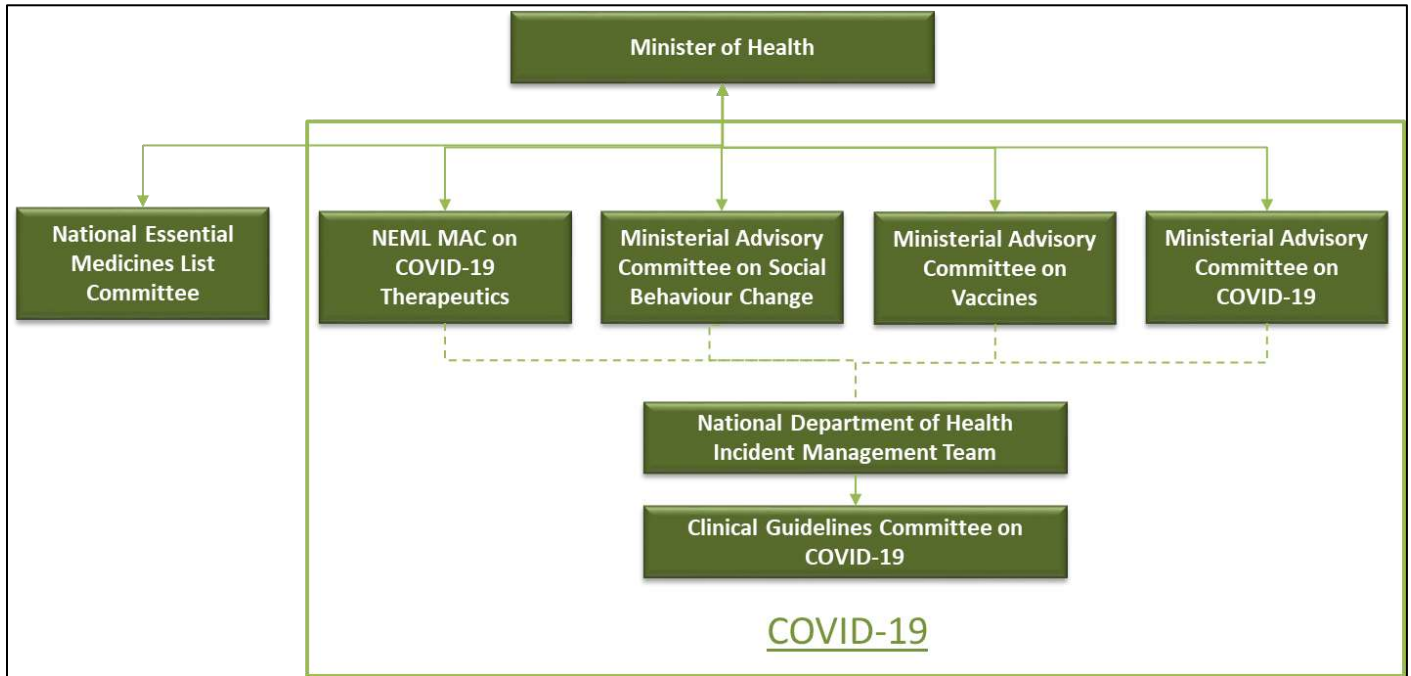 Minister of Health
National Essential
Medicines List
Committee
NEML MAC on
COVID-19
Therapeutics
Ministerial Advisory
Committee on Social
Behaviour Change
Ministerial Advisory
Committee on
Vaccines
Ministerial Advisory
Committee on
COVID-19
National Department of Health
Incident Management Team
Clinical Guidelines Committee on
COVID-19
COVID-19